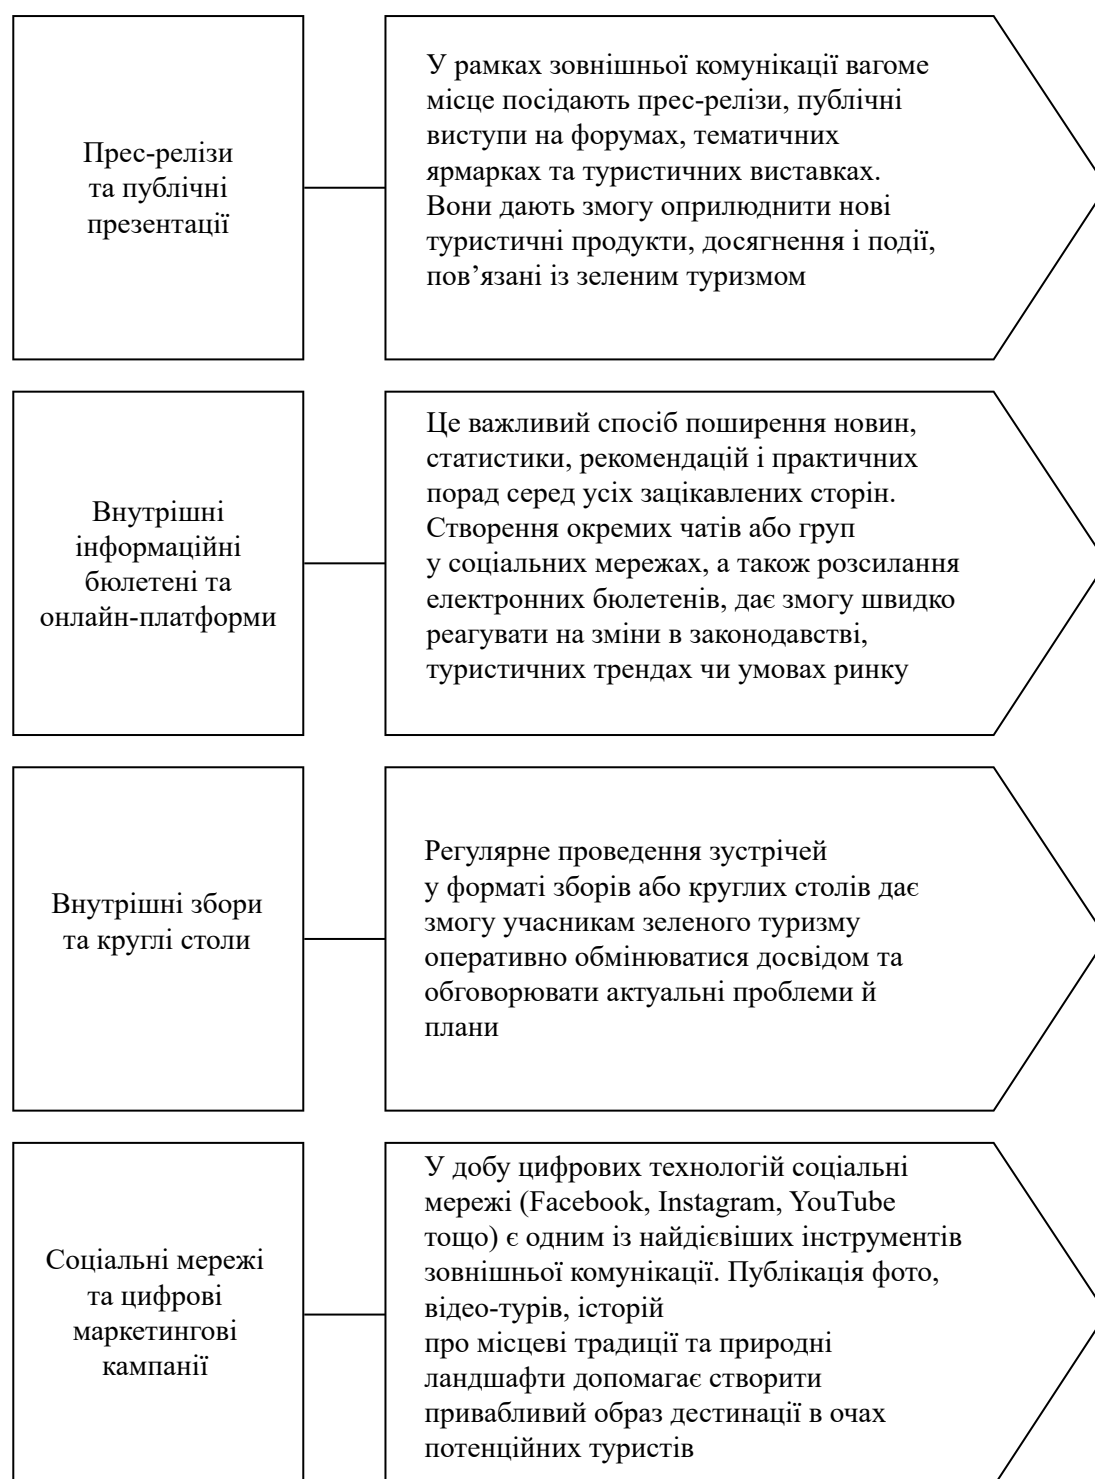 Прес-релізи
та публічні
презентації
У рамках зовнішньої комунікації вагоме
місце посідають прес-релізи, публічні
виступи на форумах, тематичних
ярмарках та туристичних виставках.
Вони дають змогу оприлюднити нові
туристичні продукти, досягнення і події,
пов’язані із зеленим туризмом
Внутрішні
інформаційні
бюлетені та
онлайн-платформи
Це важливий спосіб поширення новин,
статистики, рекомендацій і практичних
порад серед усіх зацікавлених сторін.
Створення окремих чатів або груп
у соціальних мережах, а також розсилання
електронних бюлетенів, дає змогу швидко
реагувати на зміни в законодавстві,
туристичних трендах чи умовах ринку
Внутрішні збори
та круглі столи
Регулярне проведення зустрічей
у форматі зборів або круглих столів дає
змогу учасникам зеленого туризму
оперативно обмінюватися досвідом та
обговорювати актуальні проблеми й
плани
Соціальні мережі
та цифрові
маркетингові
кампанії
У добу цифрових технологій соціальні
мережі (Facebook, Instagram, YouTube
тощо) є одним із найдієвіших інструментів
зовнішньої комунікації. Публікація фото,
відео-турів, історій
про місцеві традиції та природні
ландшафти допомагає створити
привабливий образ дестинації в очах
потенційних туристів